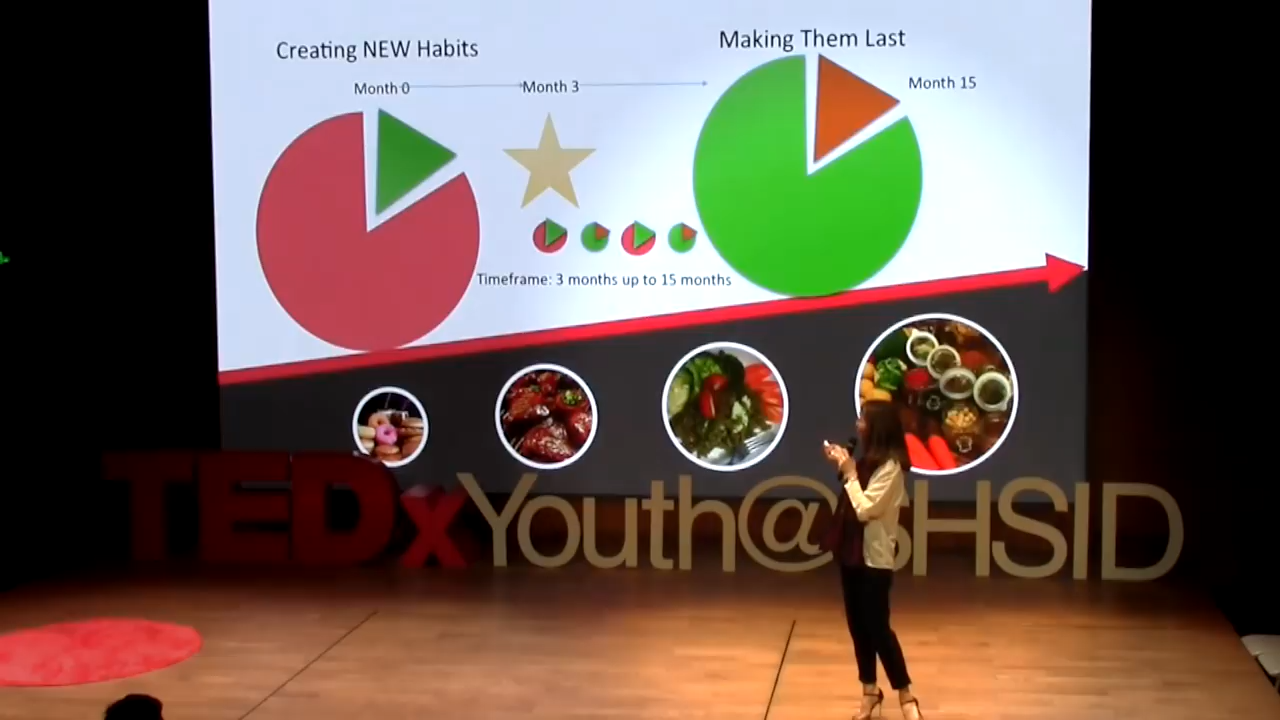 Creating NEW Habits
Making Them Last
Month 0
Month 3
Month 15
Timeframe: 3 months up to 15 months
TEDxYouth@SHSID